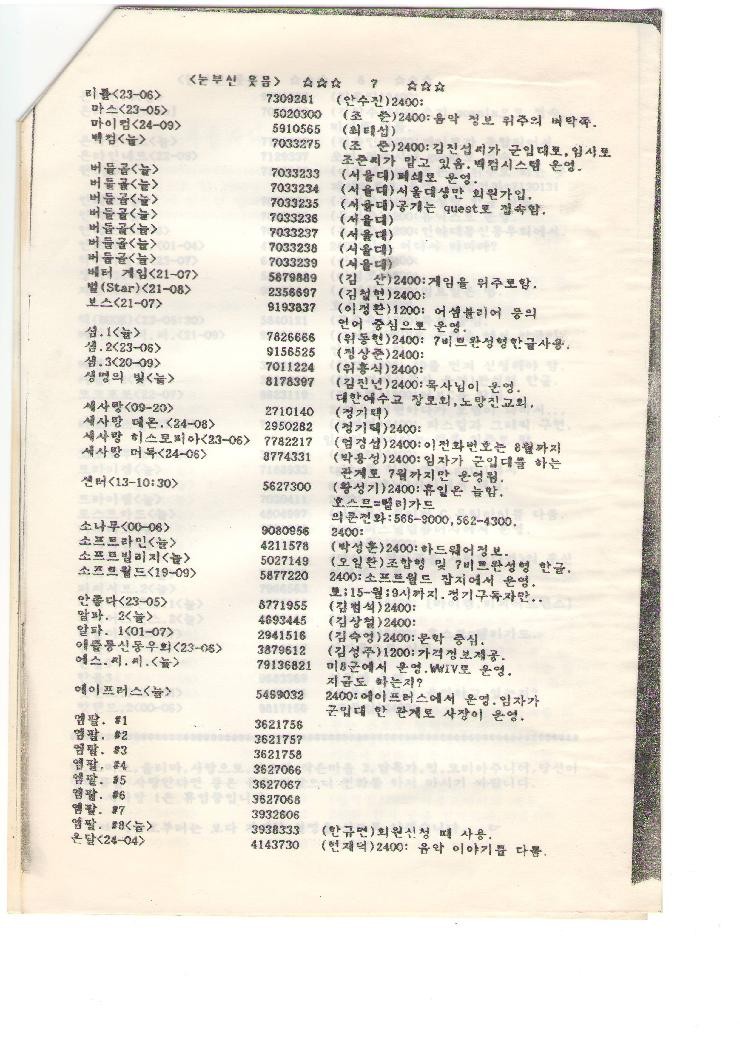 <눈부신 웃음> ☆☆☆ 7 ☆☆☆
리플<23-06> 7309281 (안수진)2400:
마스<23-05> 5020300 (조 준)2400:음악 정보 위주의 벼탁쪽.
마이컴<24-09> 5910565 (최태섭)
백컴<늘> 7033275 (조 준)2400:김진섭씨가 군입대로,임시로
조준씨가 맡고 있음.백컴시스템 운영.
버들골<늘> 7033233 (서울대)폐쇄로 운영.
버들골<늘> 7033234 (서울대)서울대생만 회원가입.
버들골<늘> 7033235 (서울대)공개는 quest로 접속함.
버들골<늘> 7033236 (서울대)
버들골<늘> 7033237 (서울대)
버들골<늘> 7033238 (서울대)
버들골<늘> 7033239 (서울대)
베타 게임<21-07> 5679889 (김 산)2400:게임을 위주로함.
별(Star)<21-08> 2356697 (김철현)2400:
보스<21-07> 9193837 (이정환)1200: 어셈블리어 등의
언어 중심으로 운영.
셈.1<늘> 7826666 (위동현)2400: 7비트완성형한글사용.
셈.2<23-06> 9156525 (정상준)2400:
셈.3<20-09> 7011224 (위흥식)2400:
생명의 빛<늘> 8178397 (김진년)2400:목사님이 운영.
대한예수교 장로회,노량진교회.
세사랑<09-20> 2710140 (정기택)
세사랑 데몬.<24-08> 2950282 (정기택)2400:
세사랑 히스토리아<23-06> 7782217 (엄경섭)2400:이전화번호는 8월까지
세사랑 머독<24-06> 8774331 (박용성)2400:임자가 군입대를 하는
관계로 7월까지만 운영됨.
센터<13-10:30> 5627300 (황성기)2400:휴일은 늘함.
호스트=밸리가드
의문전화:566-9000,562-4300.
소나무<00-06> 9080956 2400:
소프트라인<늘> 4211578 (박성훈)2400:하드웨어정보.
소프트빌리지<늘> 5027149 (오일환)조합형 및 7비트완성형 한글.
소프트월드<19-09> 5877220 2400:소프트월드 잡지에서 운영.
토;15-월;9시까지.정기구독자만..
안좋다<23-05> 8771955 (김범석)2400:
알파. 2<늘> 4693445 (김상철)2400:
알파. 1<01-07> 2941516 (김숙영)2400:문학 중심.
애플통신동우회<23-08> 3879612 (김성주)1200:가격정보제공.
에스.씨.씨.<늘> 79136821 미8군에서 운영.WWIV로 운영.
지금도 하는지?
에이프러스<늘> 5469032 2400:에이프러스에서 운영.임자가
군입대 한 관계로 사장이 운영.
엠팔. #1 3621756
엠팔. #2 3621757
엠팔. #3 3621758
엠팔. #4 3627066
엠팔. #5 3627067
엠팔. #6 3627068
엠팔. #7 3932606
엠팔. #8<늘> 3938333 (한규면)회원신청 때 사용.
온달<24-04> 4143730 (현재덕)2400: 음악 이야기를 다룸.